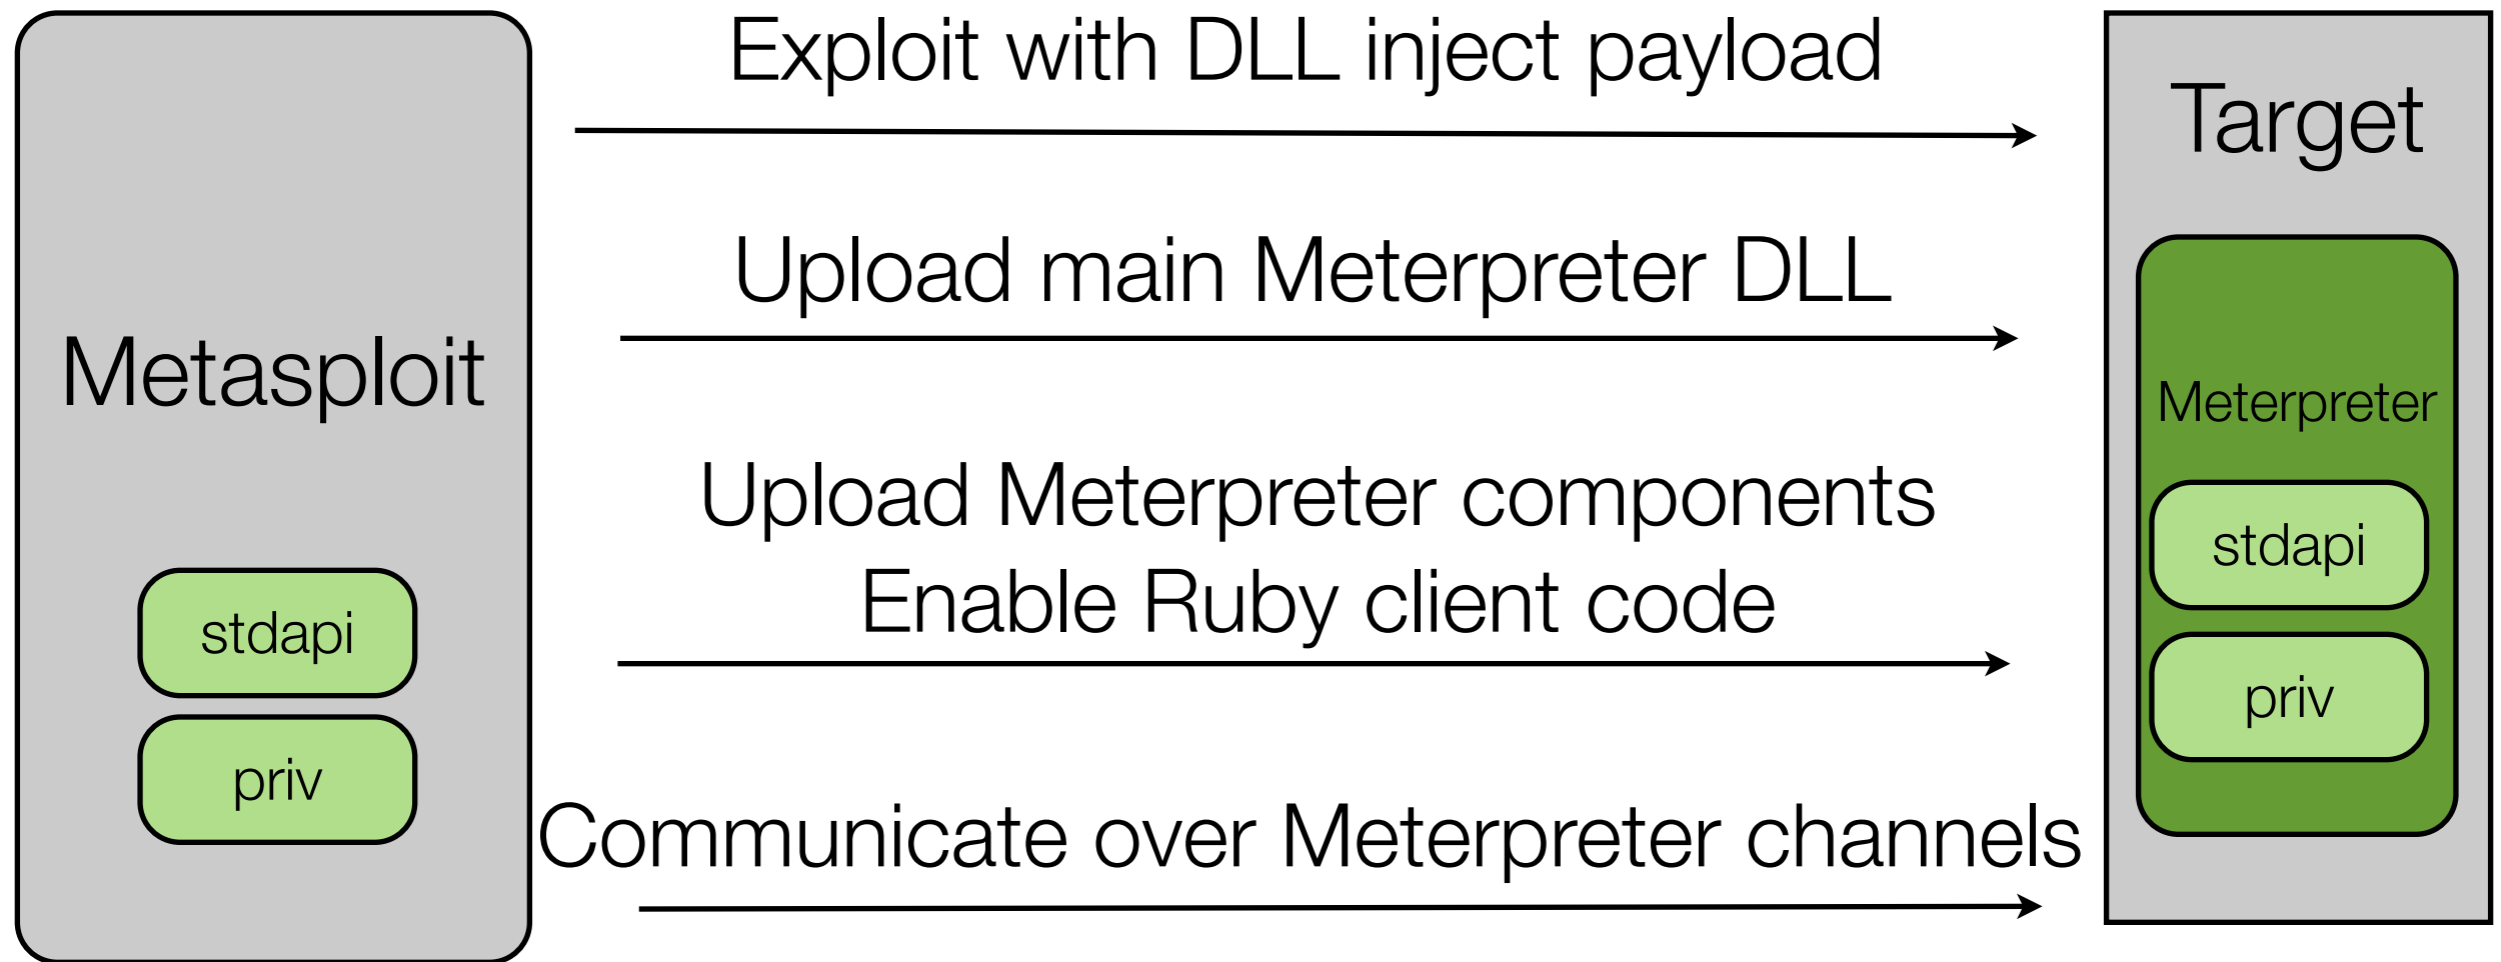 Metasploit
stdapi
priv
Exploit with DLL inject payload
Upload main Meterpreter DLL
Upload Meterpreter components
Enable Ruby client code
Communicate over Meterpreter channels
Target
Meterpreter
stdapi
priv